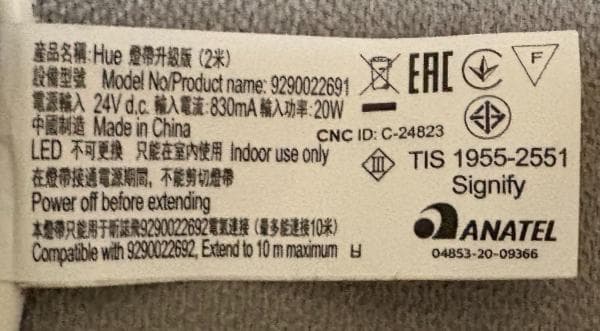 產品名稱: Hue 燈帶升級版 (2米)
設備型號 Model No/Product name: 9290022691
電源輸入 24V d.c. 輸入電流: 830mA 輸入功率: 20W
中國制造 Made in China
LED 不可更換 只能在室內使用 Indoor use only
在燈帶接通電源期間, 不能剪切燈帶
Power off before extending
本燈帶只能用于昕諾飛9290022692電氣連接 (最多能連接10米)
Compatible with 9290022692, Extend to 10 m maximum
EAC
F
CNC ID: C-24823
III
TIS 1955-2551
Signify
ANATEL
04853-20-09366